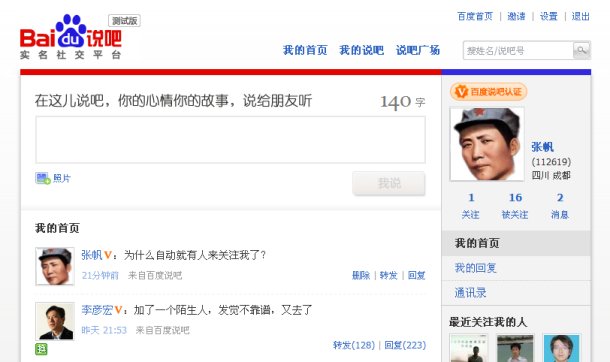 百度首页 | 邀请 | 设置 | 退出
Bai du 说吧 测试版
实名社交平台
我的首页 我的说吧 说吧广场
搜姓名/说吧号
在这儿说吧，你的心情你的故事，说给朋友听 140 字
照片
我说
百度说吧认证
张帆
(112619)
四川 成都
1 16 2
关注 被关注 消息
我的首页
张帆V：为什么自动就有人来关注我了?
21分钟前 来自百度说吧 删除 | 转发 | 回复
李彦宏V：加了一个陌生人，发觉不靠谱，又去了
昨天 21:53 来自百度说吧
转发(128) | 回复(223)
我的首页
我的回复
通讯录
最近关注我的人